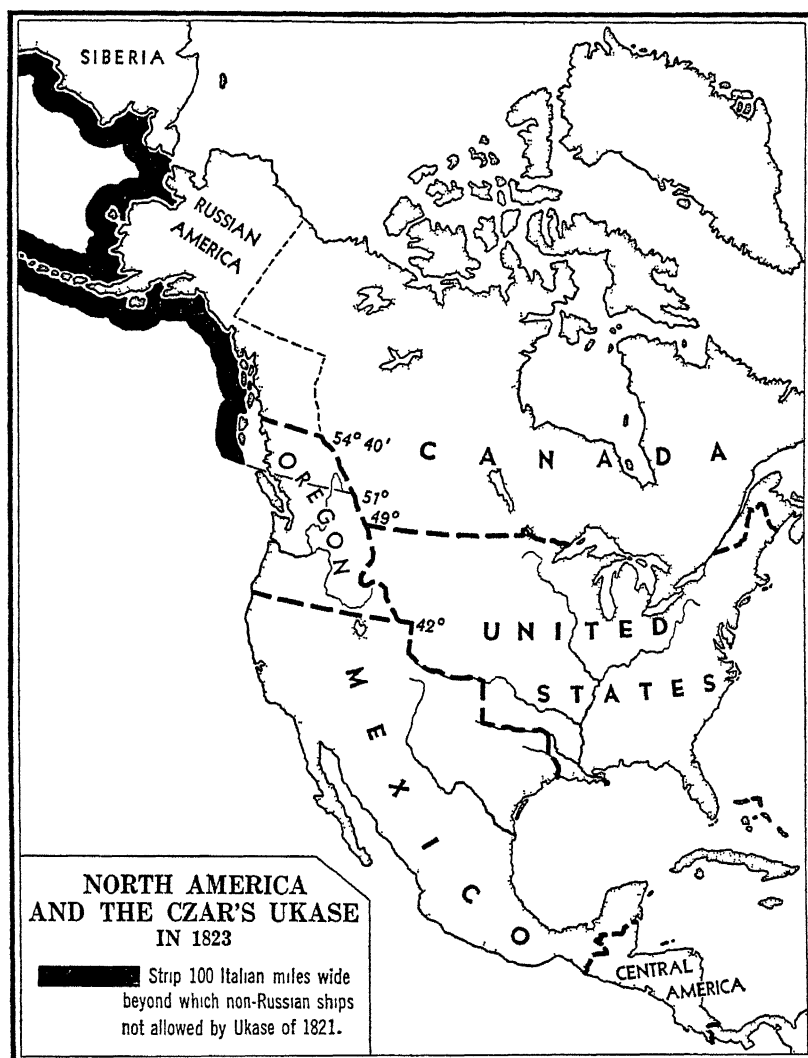 SIBERIA
RUSSIAN
AMERICA
54° 40'
CANADA
OREGON
51°
49°
42°
UNITED
STATES
MEXICO
CENTRAL
AMERICA
NORTH AMERICA
AND THE CZAR'S UKASE
IN 1823
Strip 100 Italian miles wide
beyond which non-Russian ships
not allowed by Ukase of 1821.